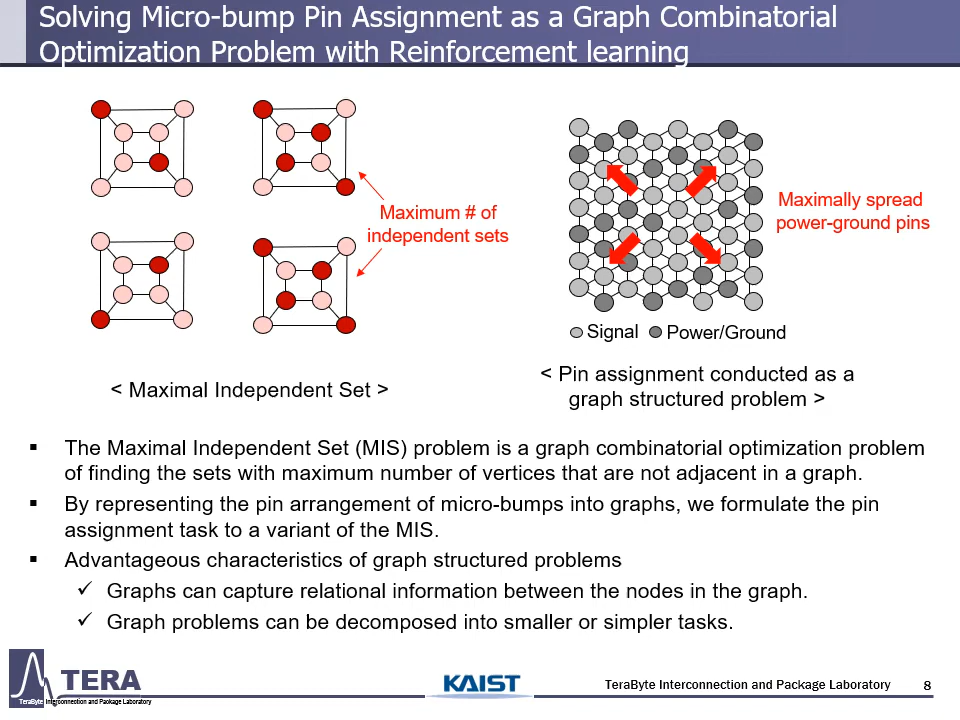 Solving Micro-bump Pin Assignment as a Graph Combinatorial
Optimization Problem with Reinforcement learning
Maximum # of
independent sets
Maximally spread
power-ground pins
Signal
Power/Ground
< Maximal Independent Set >
< Pin assignment conducted as a
graph structured problem >
▪ The Maximal Independent Set (MIS) problem is a graph combinatorial optimization problem
of finding the sets with maximum number of vertices that are not adjacent in a graph.
▪ By representing the pin arrangement of micro-bumps into graphs, we formulate the pin
assignment task to a variant of the MIS.
▪ Advantageous characteristics of graph structured problems
✓ Graphs can capture relational information between the nodes in the graph.
✓ Graph problems can be decomposed into smaller or simpler tasks.
TERA
TeraByte Interconnection and Package Laboratory
KAIST
TeraByte Interconnection and Package Laboratory
8